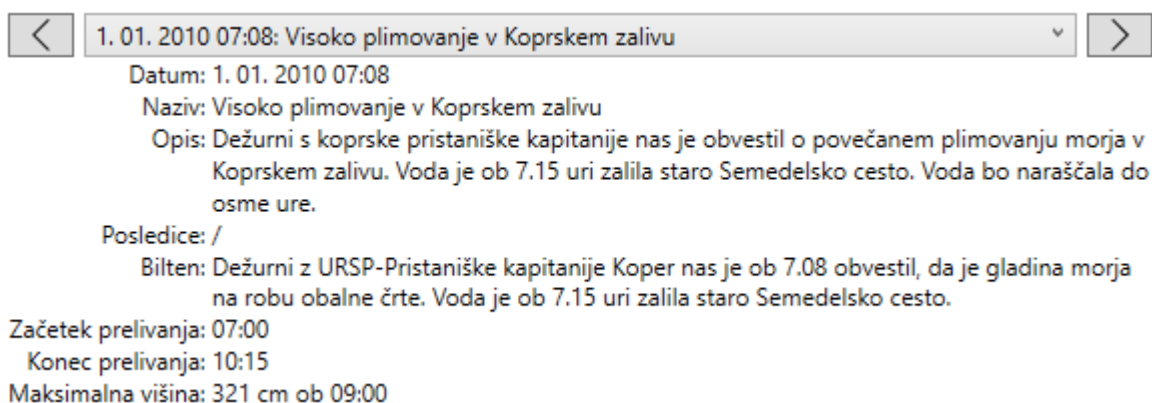 1. 01. 2010 07:08: Visoko plimovanje v Koprskem zalivu
Datum: 1. 01. 2010 07:08
Naziv: Visoko plimovanje v Koprskem zalivu
Opis: Dežurni s koprske pristaniške kapitanije nas je obvestil o povečanem plimovanju morja v
Koprskem zalivu. Voda je ob 7.15 uri zalila staro Semedelsko cesto. Voda bo naraščala do
osme ure.
Posledice: /
Bilten: Dežurni z URSP-Pristaniške kapitanije Koper nas je ob 7.08 obvestil, da je gladina morja
na robu obalne črte. Voda je ob 7.15 uri zalila staro Semedelsko cesto.
Začetek prelivanja: 07:00
Konec prelivanja: 10:15
Maksimalna višina: 321 cm ob 09:00